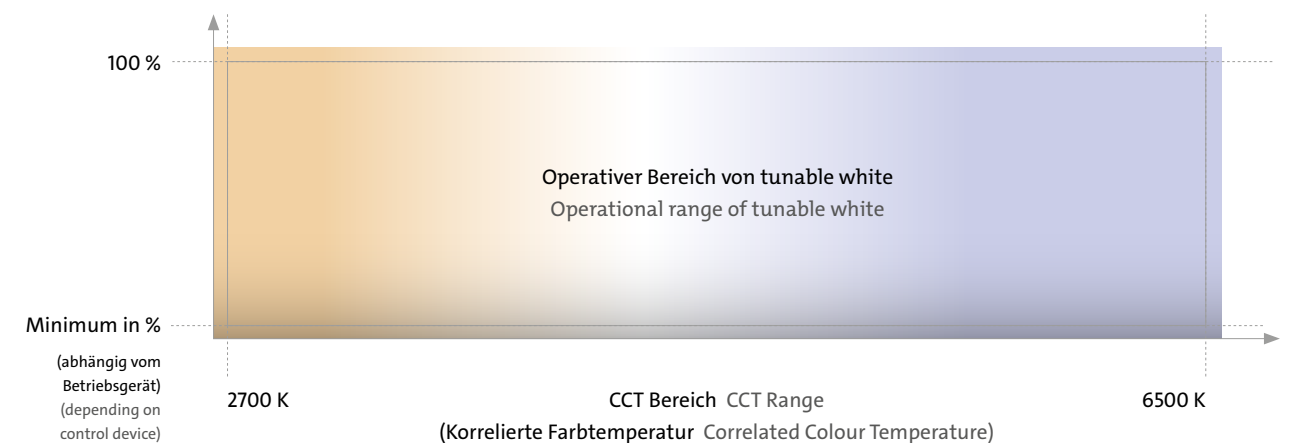 100 %
Operativer Bereich von tunable white
Operational range of tunable white
Minimum in %
(abhängig vom
Betriebsgerät)
(depending on
control device)
2700 K
CCT Bereich CCT Range
6500 K
(Korrelierte Farbtemperatur Correlated Colour Temperature)